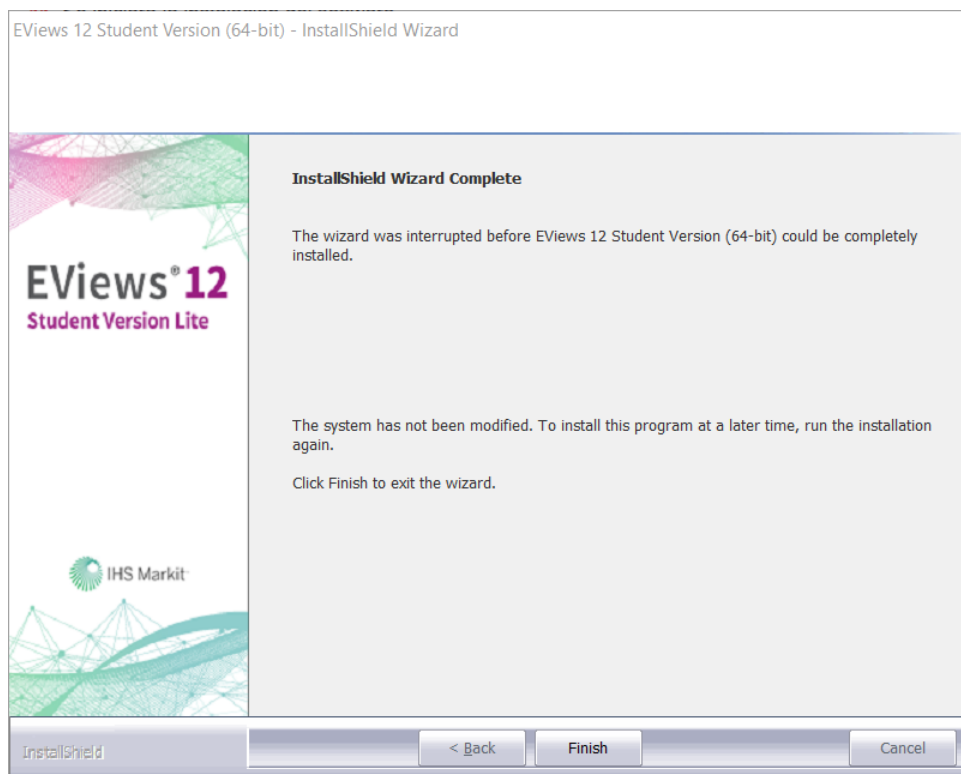 EViews 12 Student Version (64-bit) - InstallShield Wizard
InstallShield Wizard Complete
The wizard was interrupted before EViews 12 Student Version (64-bit) could be completely
installed.
EViews® 12
Student Version Lite
The system has not been modified. To install this program at a later time, run the installation
again.
Click Finish to exit the wizard.
IHS Markit
InstallShield
< Back
Finish
Cancel